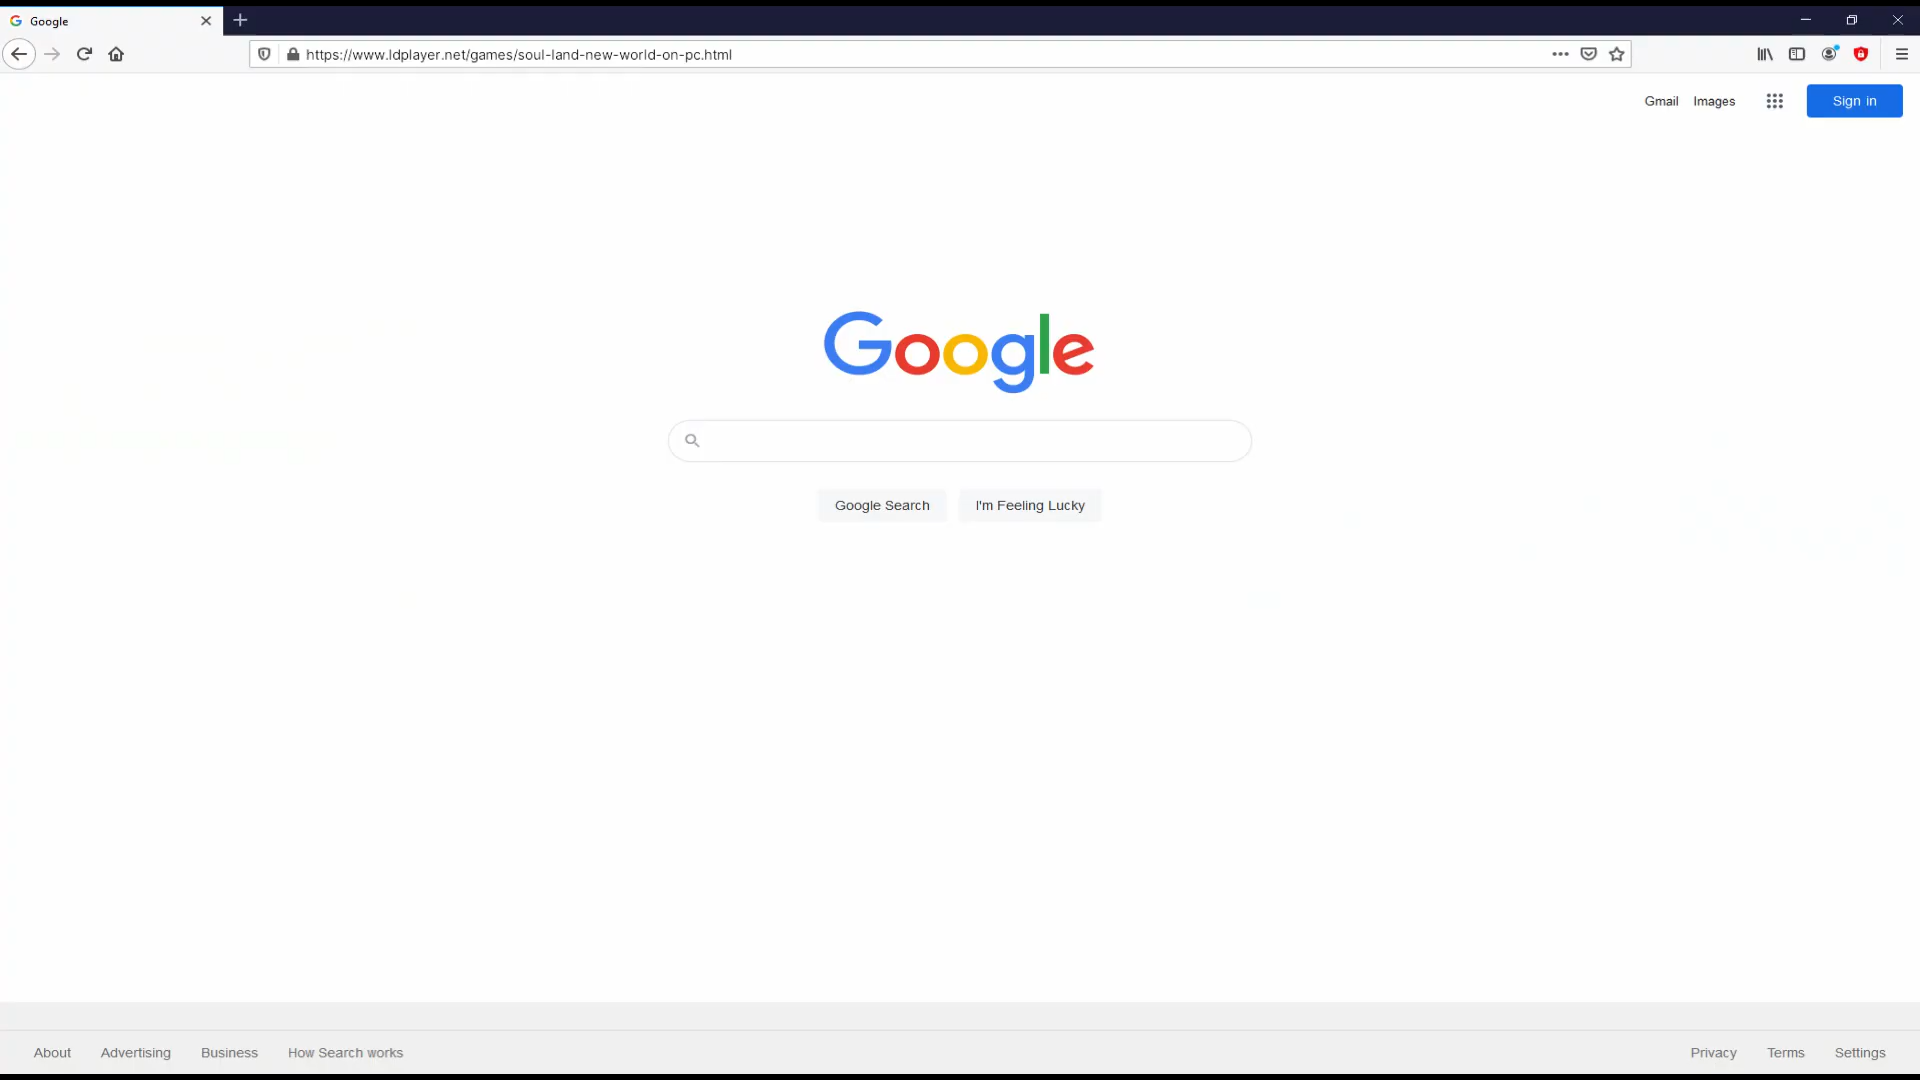 Google
https://www.ldplayer.net/games/soul-land-new-world-on-pc.html
Gmail Images Sign in
Google
Google Search I'm Feeling Lucky
About Advertising Business How Search works Privacy Terms Settings